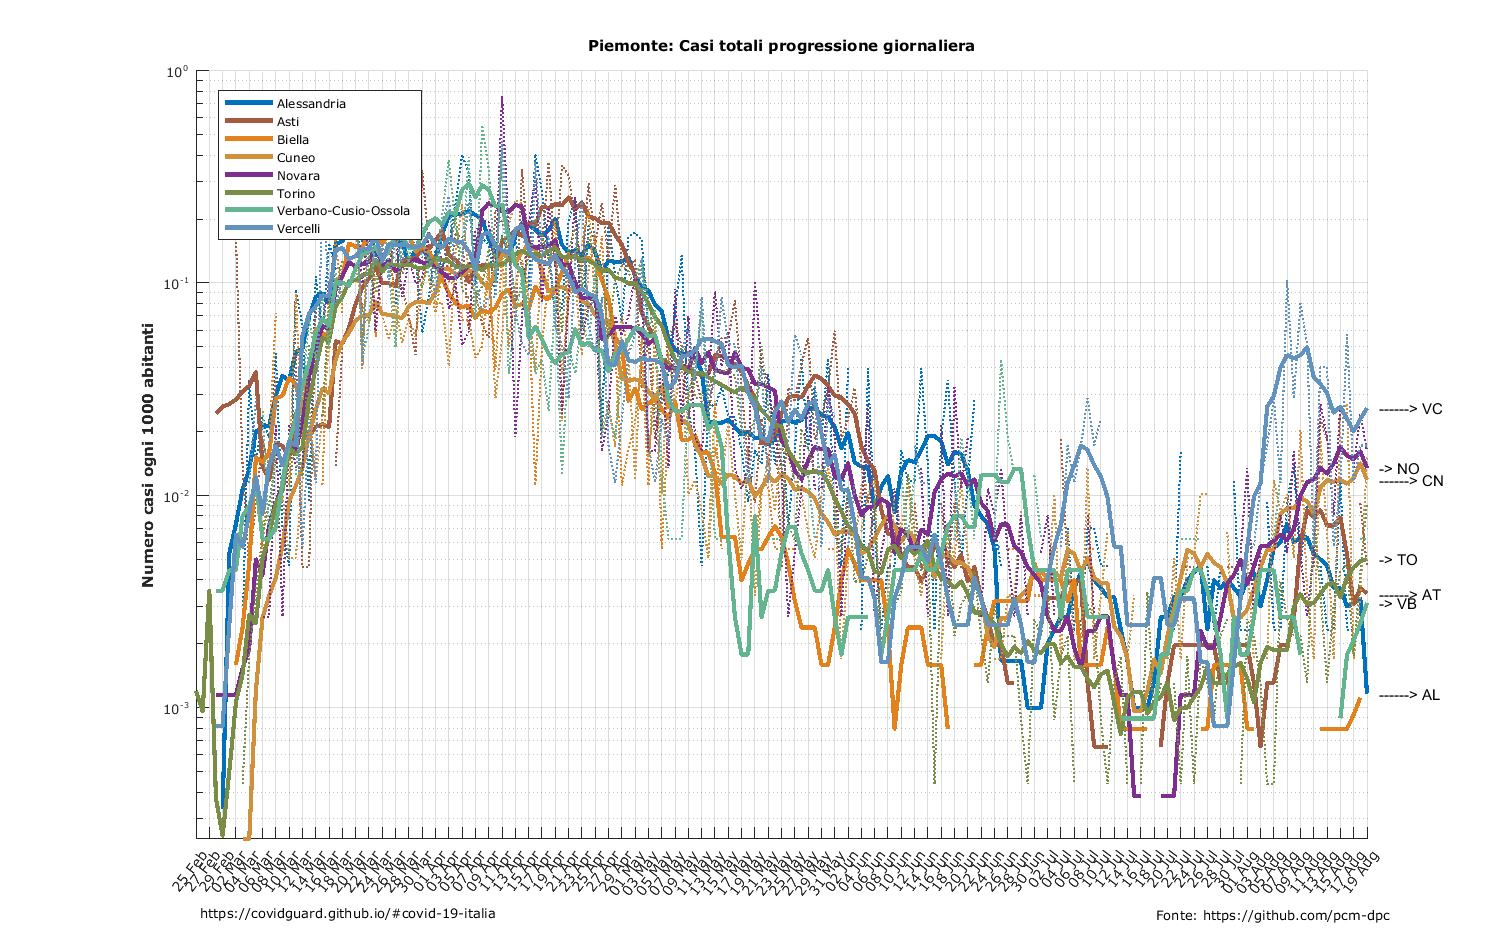 Piemonte: Casi totali progressione giornaliera
Numero casi ogni 1000 abitanti
10⁰
10⁻¹
10⁻²
10⁻³
Alessandria
Asti
Biella
Cuneo
Novara
Torino
Verbano-Cusio-Ossola
Vercelli
------> VC
-> NO
------> CN
-> TO
------> AT
-> VB
------> AL
25 Feb
27 Feb
29 Feb
02 Mar
04 Mar
06 Mar
08 Mar
10 Mar
12 Mar
14 Mar
18 Mar
20 Mar
22 Mar
24 Mar
26 Mar
28 Mar
30 Mar
01 Apr
03 Apr
05 Apr
07 Apr
09 Apr
11 Apr
13 Apr
15 Apr
17 Apr
19 Apr
21 Apr
23 Apr
25 Apr
27 Apr
29 Apr
01 May
03 May
05 May
07 May
09 May
11 May
13 May
15 May
17 May
19 May
21 May
23 May
25 May
27 May
29 May
31 May
02 Jun
04 Jun
06 Jun
08 Jun
10 Jun
12 Jun
14 Jun
16 Jun
18 Jun
20 Jun
22 Jun
24 Jun
26 Jun
28 Jun
30 Jun
02 Jul
04 Jul
06 Jul
08 Jul
10 Jul
12 Jul
14 Jul
16 Jul
18 Jul
20 Jul
22 Jul
24 Jul
26 Jul
28 Jul
30 Jul
01 Aug
03 Aug
05 Aug
07 Aug
09 Aug
11 Aug
13 Aug
15 Aug
17 Aug
19 Aug
https://covidguard.github.io/#covid-19-italia
Fonte: https://github.com/pcm-dpc